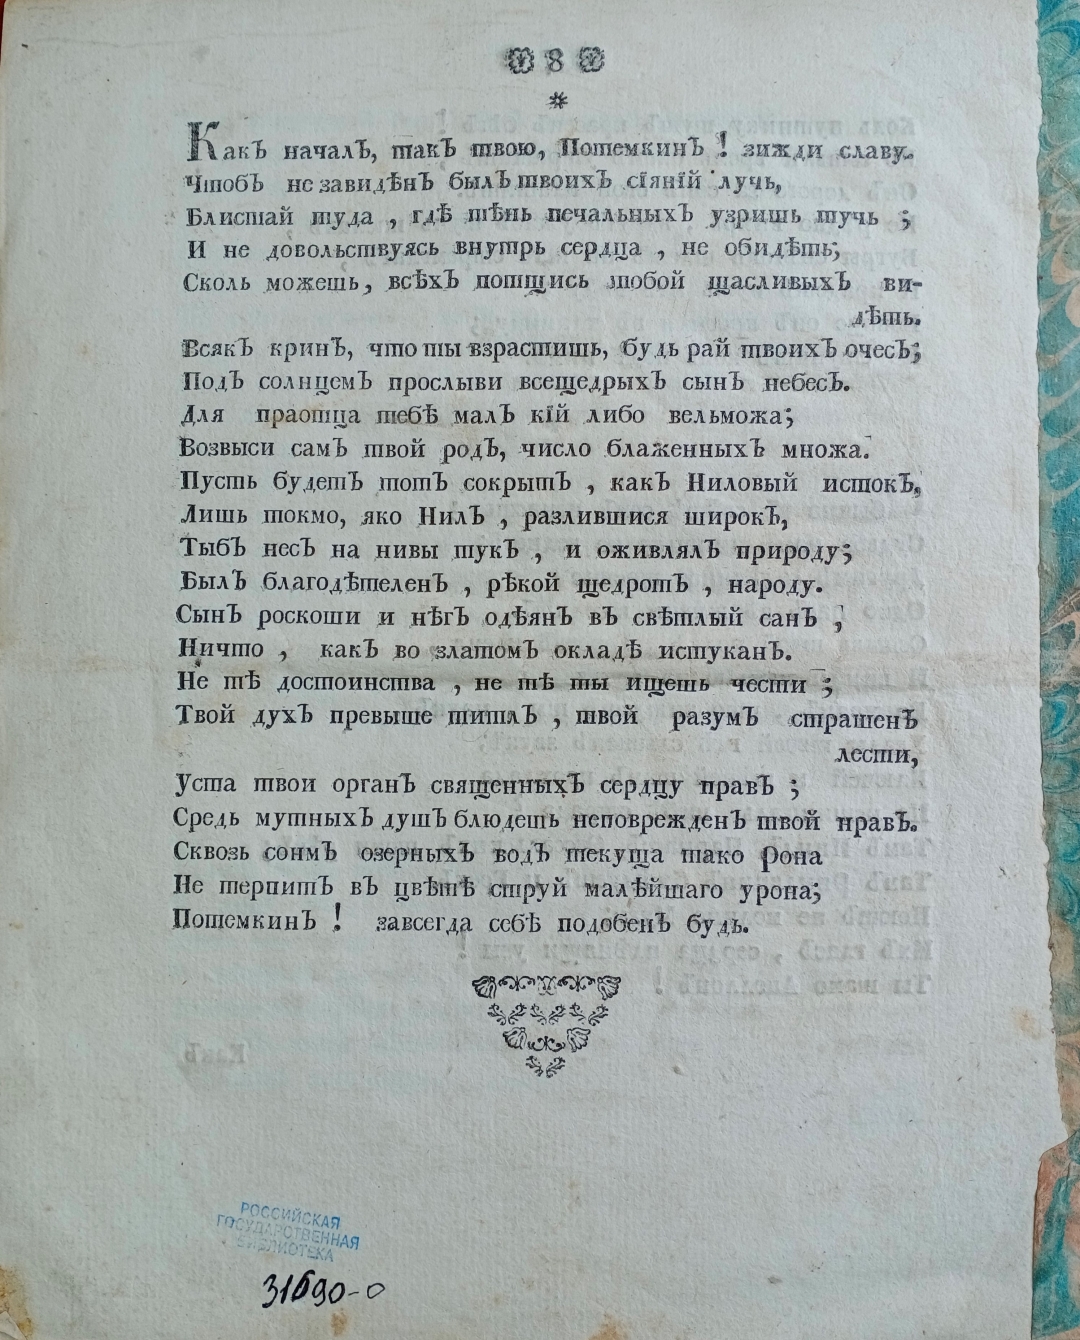 8
*
КакЪ началЪ, такЪ твою, ПотемкинЪ! зижди славу.
ЧтобЪ не завидѣнЪ былЪ твоихЪ сїянїй лучь,
Блистай туда, гдѣ тѣнь печальныхЪ узришь тучь;
И не довольствуясь внутрь сердца, не обидѣть;
Сколь можешь, всѣхЪ потщись тобой щасливыхЪ ви-
дѣть.
ВсякЪ кринЪ, что ты взрастишь, будь рай твоихЪ очесЪ;
ПодЪ солнцемЪ прослыви всещедрыхЪ сынЪ небесЪ.
Для праотца тебѣ малЪ кїй либо вельможа;
Возвыси самЪ твой родЪ, число блаженныхЪ множа.
Пусть будетЪ тотЪ сокрытЪ, какЪ Ниловый истокЪ,
Лишь токмо, яко НилЪ, разлившися широкЪ,
ТыбЪ несЪ на нивы тукЪ, и оживлялЪ природу;
БылЪ благодѣтеленЪ, рѣкой щедротЪ, народу.
СынЪ роскоши и нѣгЪ одѣянЪ вЪ свѣтлый санЪ,
Ничто, какЪ во златомЪ окладѣ истуканЪ.
Не тѣ достоинства, не тѣ ты ищешь чести;
Твой духЪ превыше титлЪ, твой разумЪ страшенЪ
лести,
Уста твои органЪ священныхЪ сердцу правЪ;
Средь мутныхЪ душЪ блюдешь неповрежденЪ твой нравЪ.
Сквозь сонмЪ озерныхЪ водЪ текуща тако Рона
Не терпитЪ вЪ цвѣтѣ струй малѣйшаго урона;
ПотемкинЪ! завсегда себѣ подобенЪ будь.
РОССИЙСКАЯ
ГОСУДАРСТВЕННАЯ
БИБЛИОТЕКА
31690-0